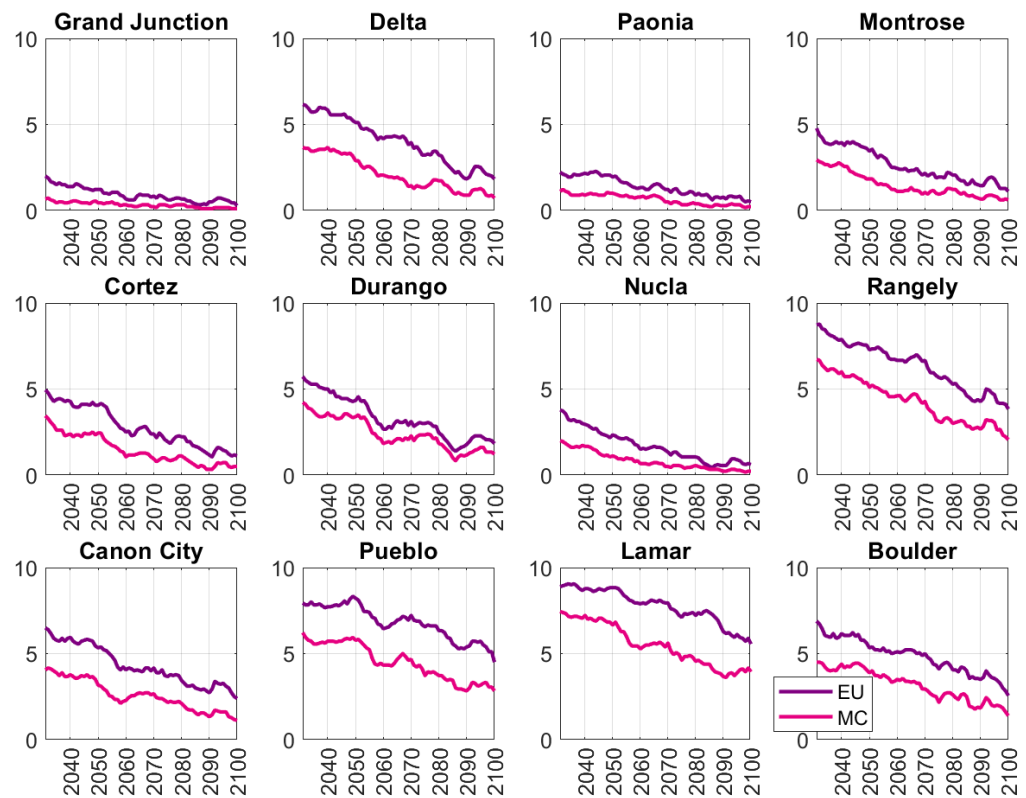 Grand Junction Delta Paonia Montrose
10 10 10 10
5 5 5 5
0 0 0 0
2040 2050 2060 2070 2080 2090 2100 2040 2050 2060 2070 2080 2090 2100 2040 2050 2060 2070 2080 2090 2100 2040 2050 2060 2070 2080 2090 2100
Cortez Durango Nucla Rangely
10 10 10 10
5 5 5 5
0 0 0 0
2040 2050 2060 2070 2080 2090 2100 2040 2050 2060 2070 2080 2090 2100 2040 2050 2060 2070 2080 2090 2100 2040 2050 2060 2070 2080 2090 2100
Canon City Pueblo Lamar Boulder
10 10 10 10
5 5 5 5
EU
MC
0 0 0 0
2040 2050 2060 2070 2080 2090 2100 2040 2050 2060 2070 2080 2090 2100 2040 2050 2060 2070 2080 2090 2100 2040 2050 2060 2070 2080 2090 2100